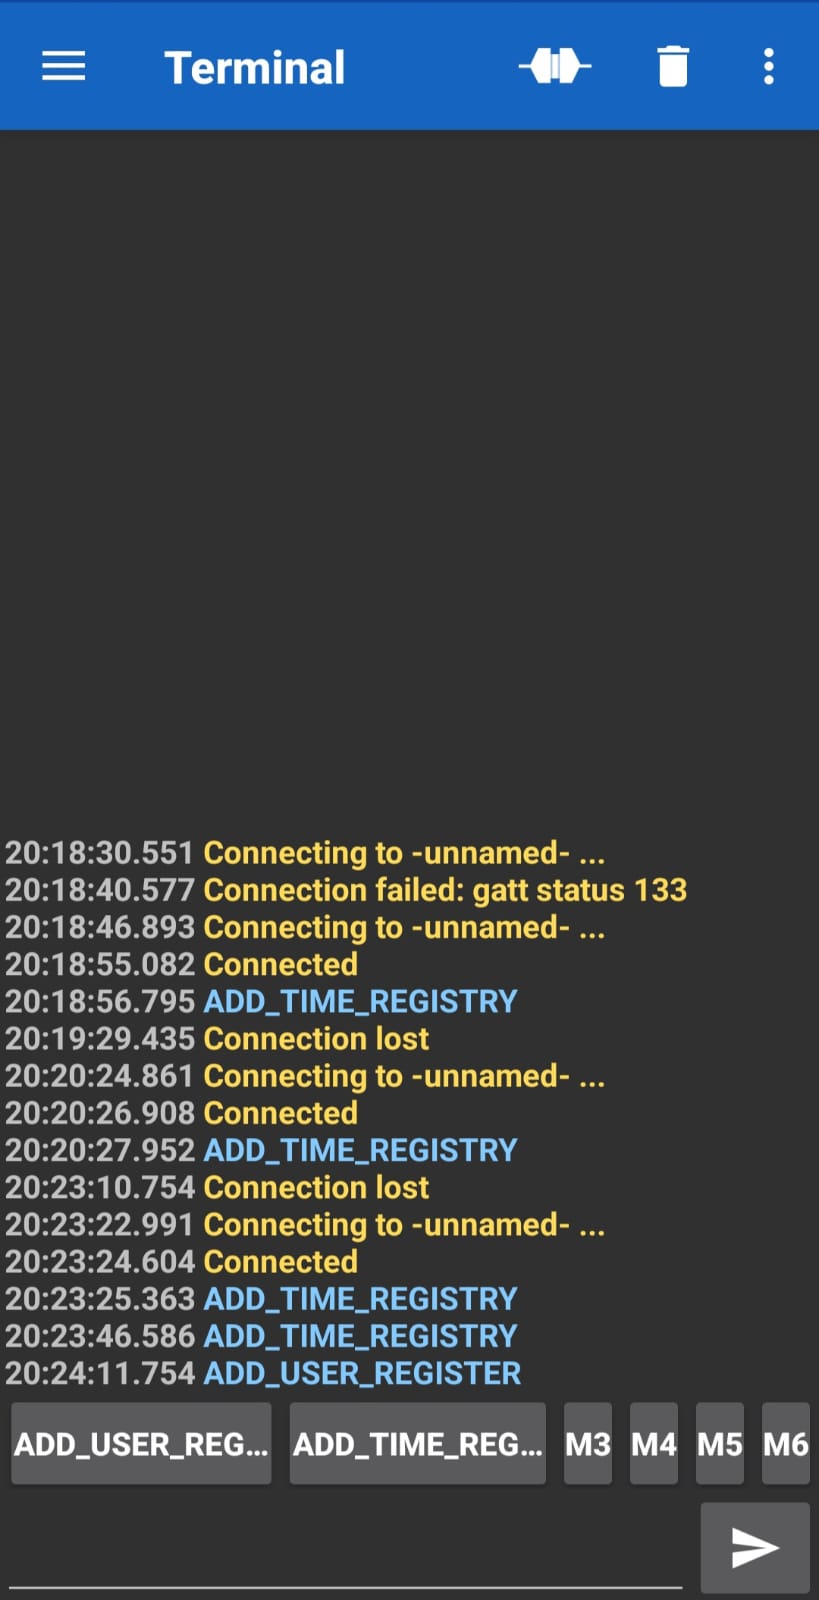 Terminal
20:18:30.551 Connecting to -unnamed- ...
20:18:40.577 Connection failed: gatt status 133
20:18:46.893 Connecting to -unnamed- ...
20:18:55.082 Connected
20:18:56.795 ADD_TIME_REGISTRY
20:19:29.435 Connection lost
20:20:24.861 Connecting to -unnamed- ...
20:20:26.908 Connected
20:20:27.952 ADD_TIME_REGISTRY
20:23:10.754 Connection lost
20:23:22.991 Connecting to -unnamed- ...
20:23:24.604 Connected
20:23:25.363 ADD_TIME_REGISTRY
20:23:46.586 ADD_TIME_REGISTRY
20:24:11.754 ADD_USER_REGISTER
ADD_USER_REG... ADD_TIME_REG... M3 M4 M5 M6